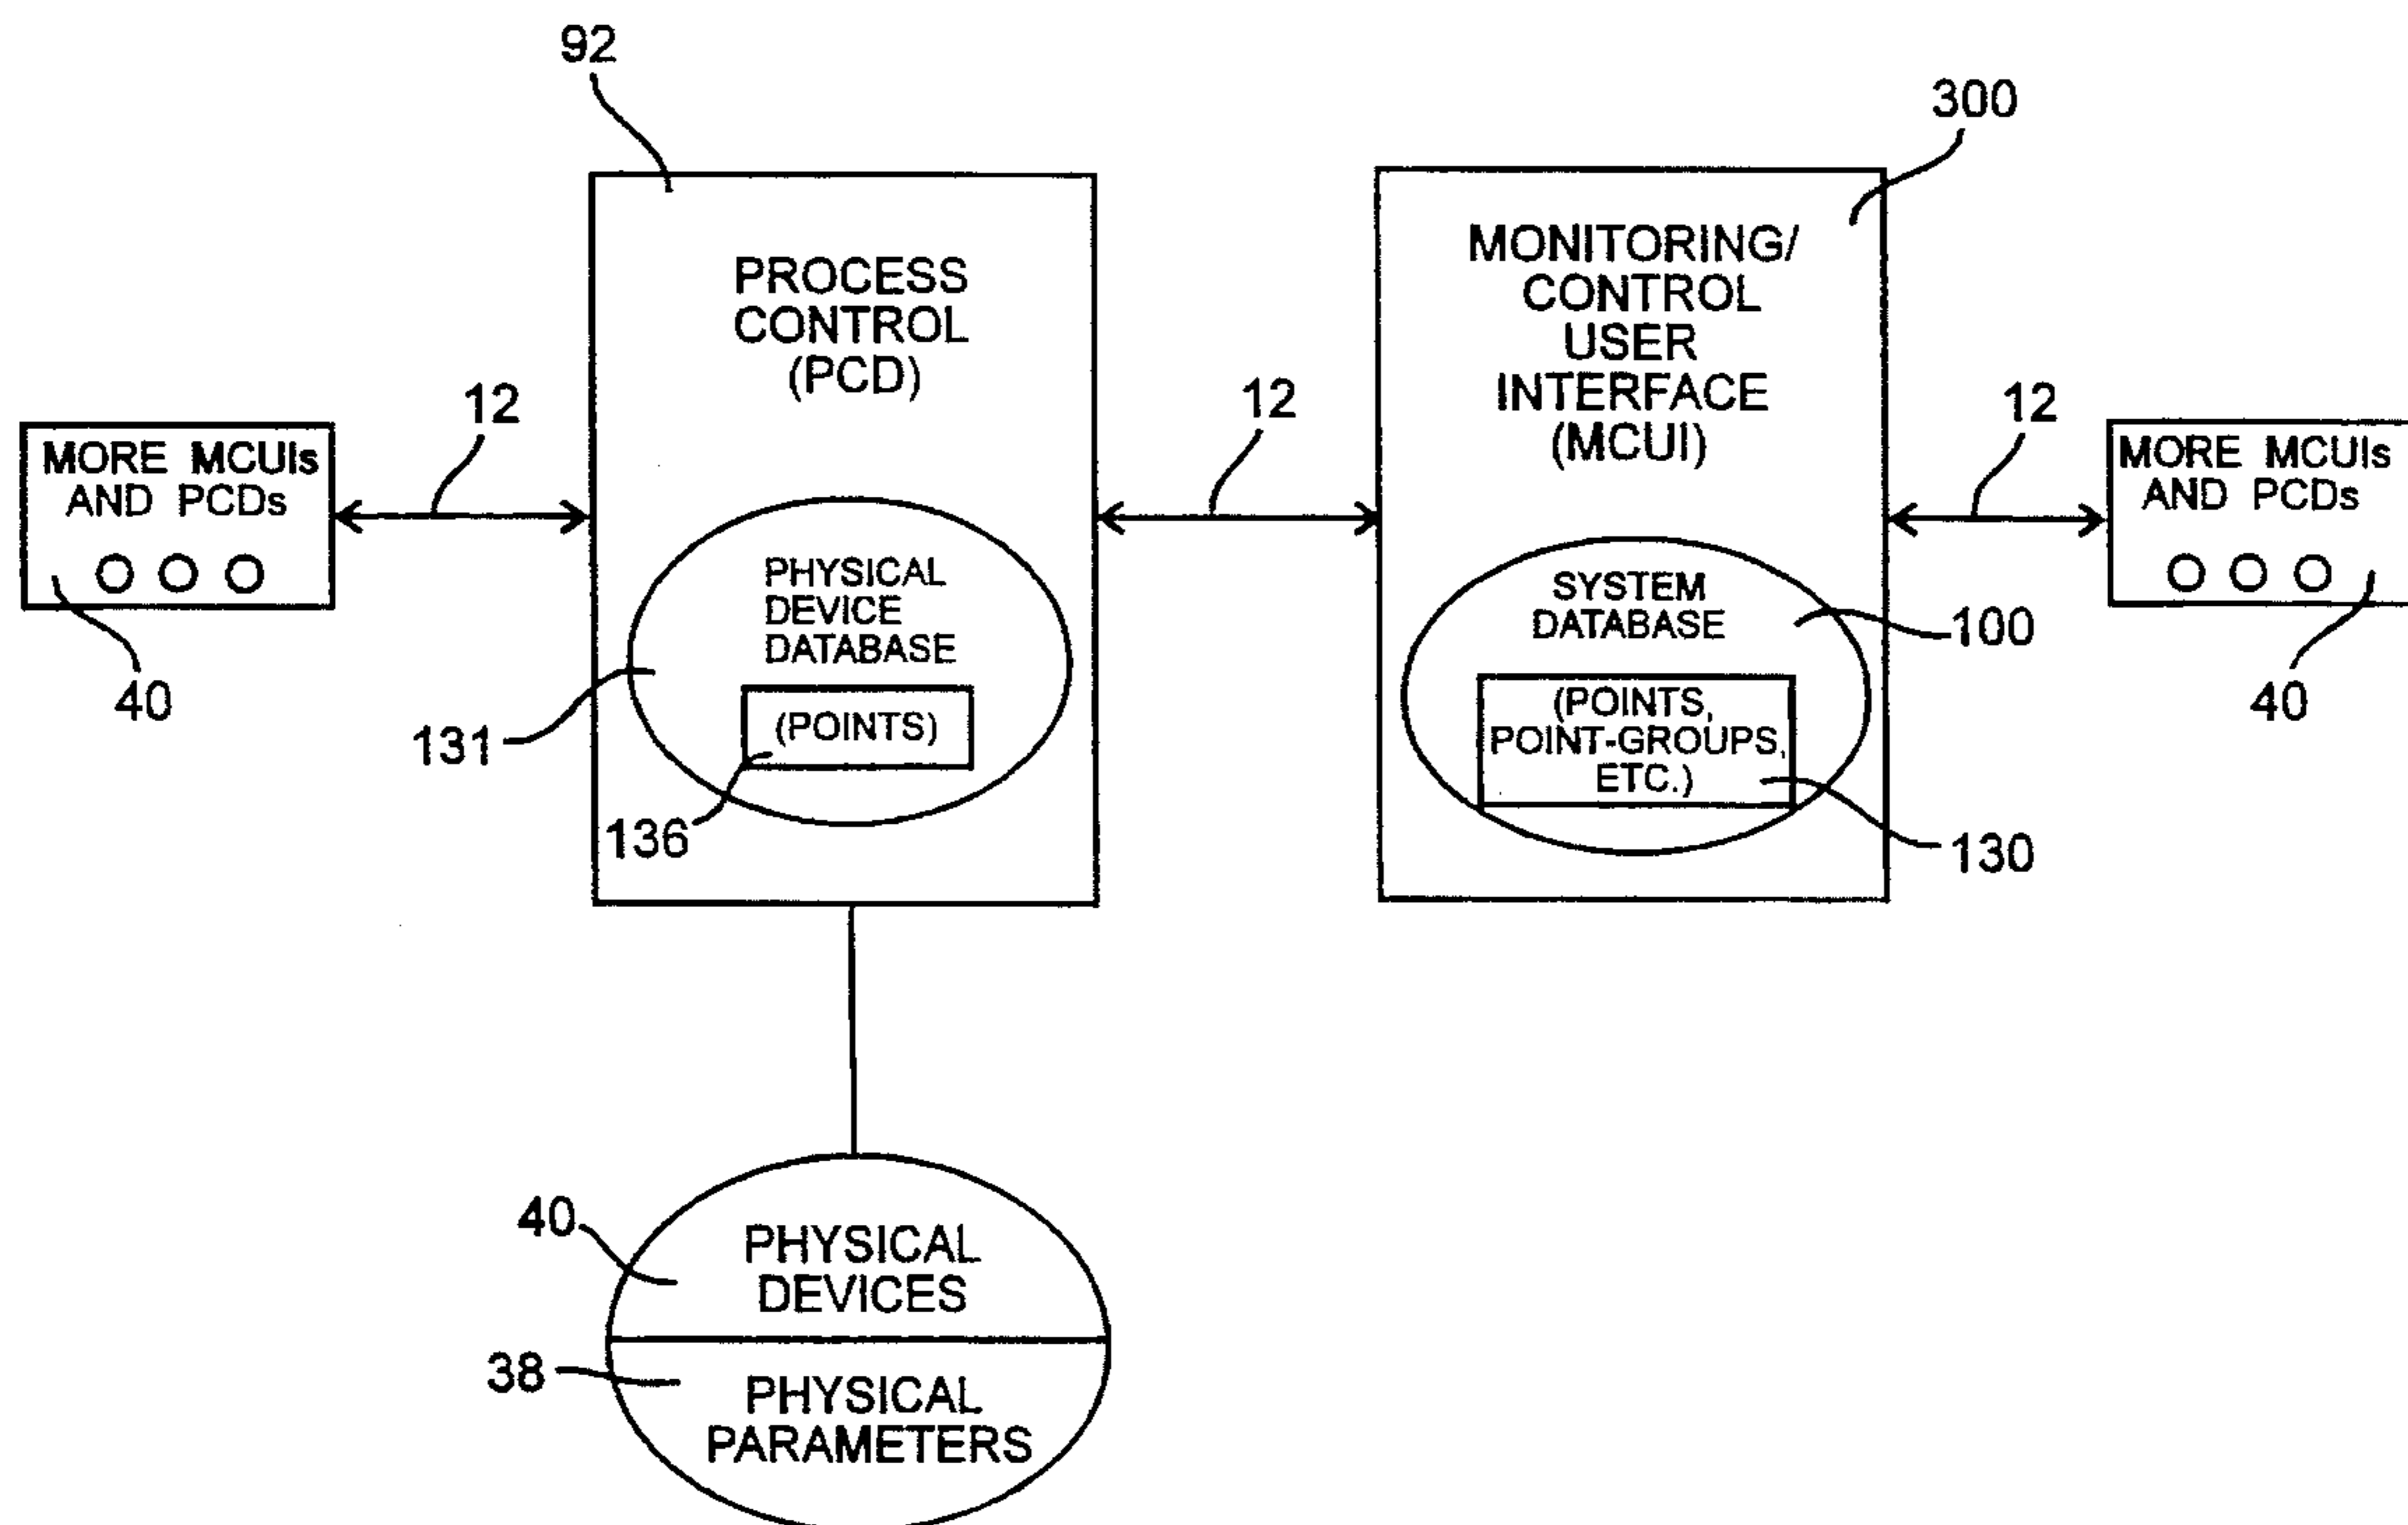 92
300
PROCESS
CONTROL
(PCD)
MONITORING/
CONTROL
USER
INTERFACE
(MCUI)
12
12
12
MORE MCUIs
AND PCDs
40
MORE MCUIs
AND PCDs
40
PHYSICAL
DEVICE
DATABASE
(POINTS)
131
136
SYSTEM
DATABASE
100
(POINTS,
POINT-GROUPS,
ETC.)
130
40
PHYSICAL
DEVICES
38
PHYSICAL
PARAMETERS